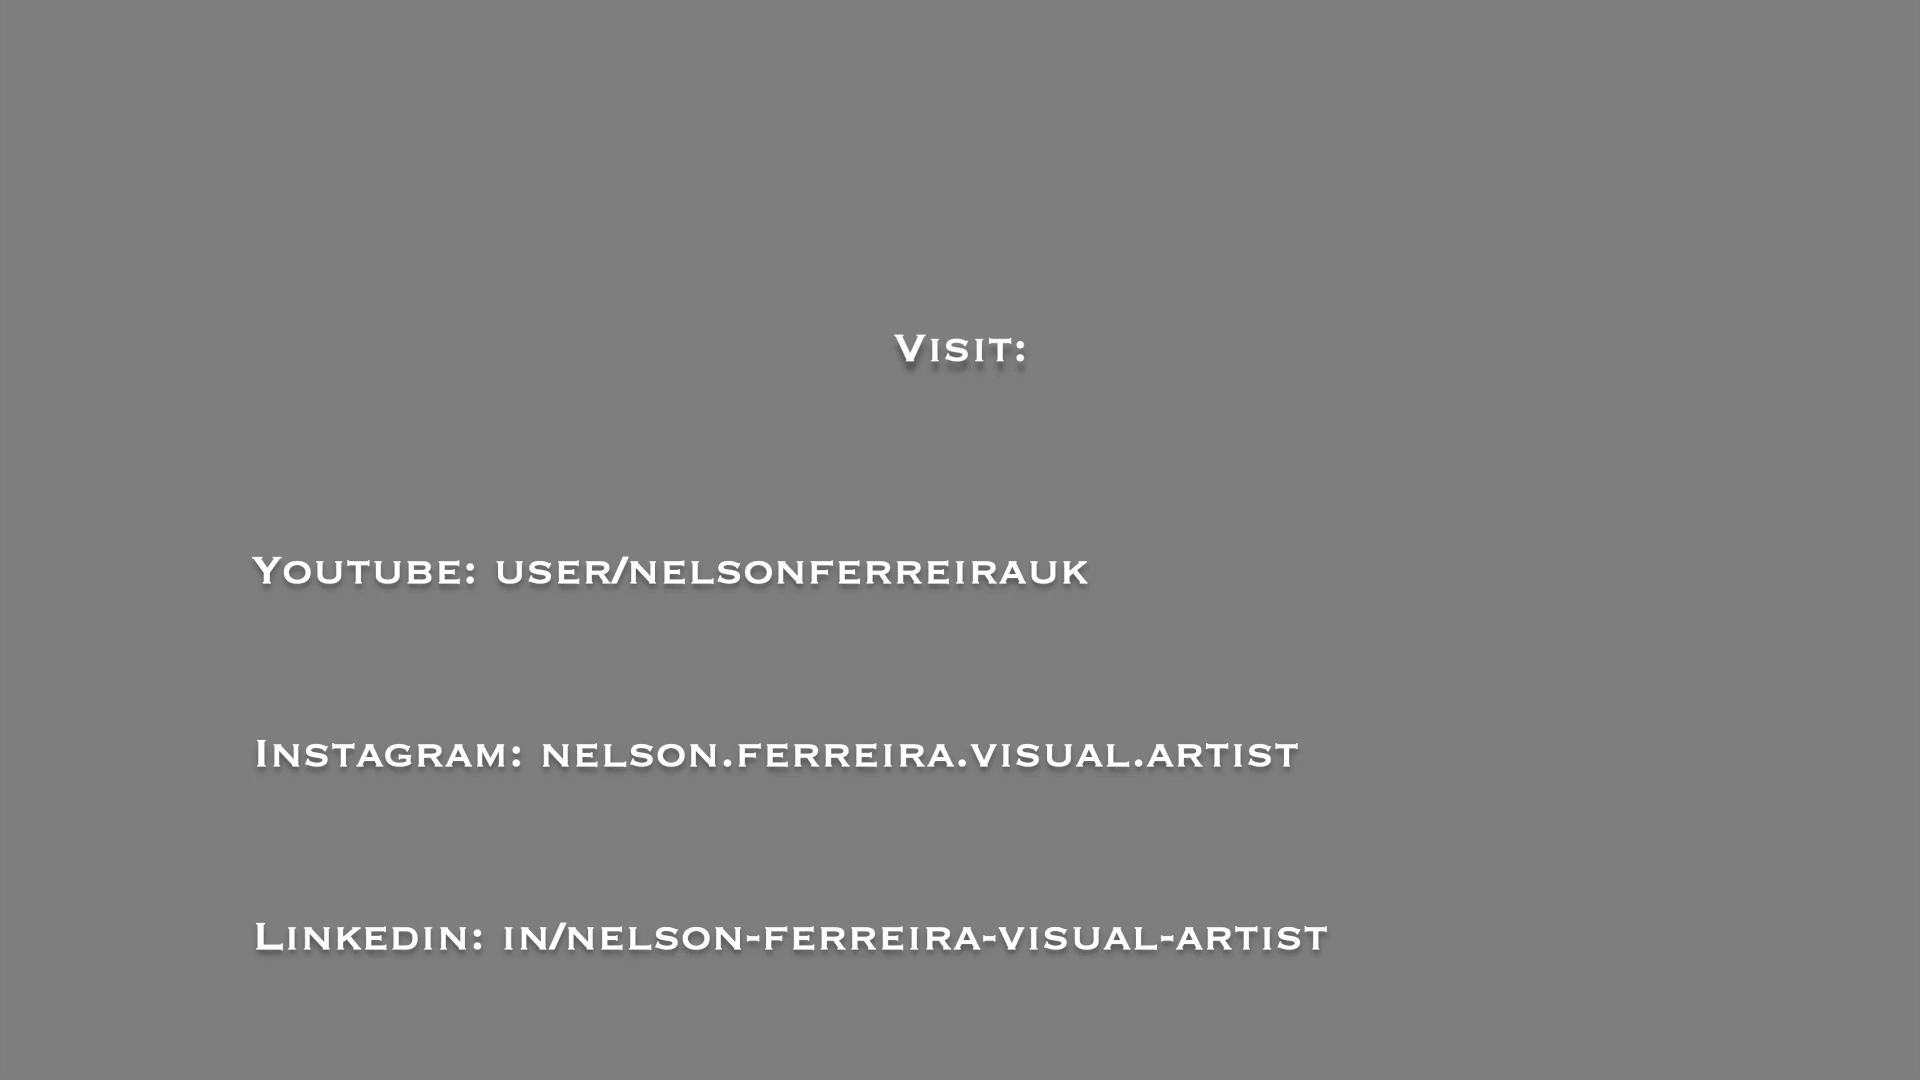 Visit:
Youtube: user/nelsonferreirauk
Instagram: nelson.ferreira.visual.artist
Linkedin: in/nelson-ferreira-visual-artist